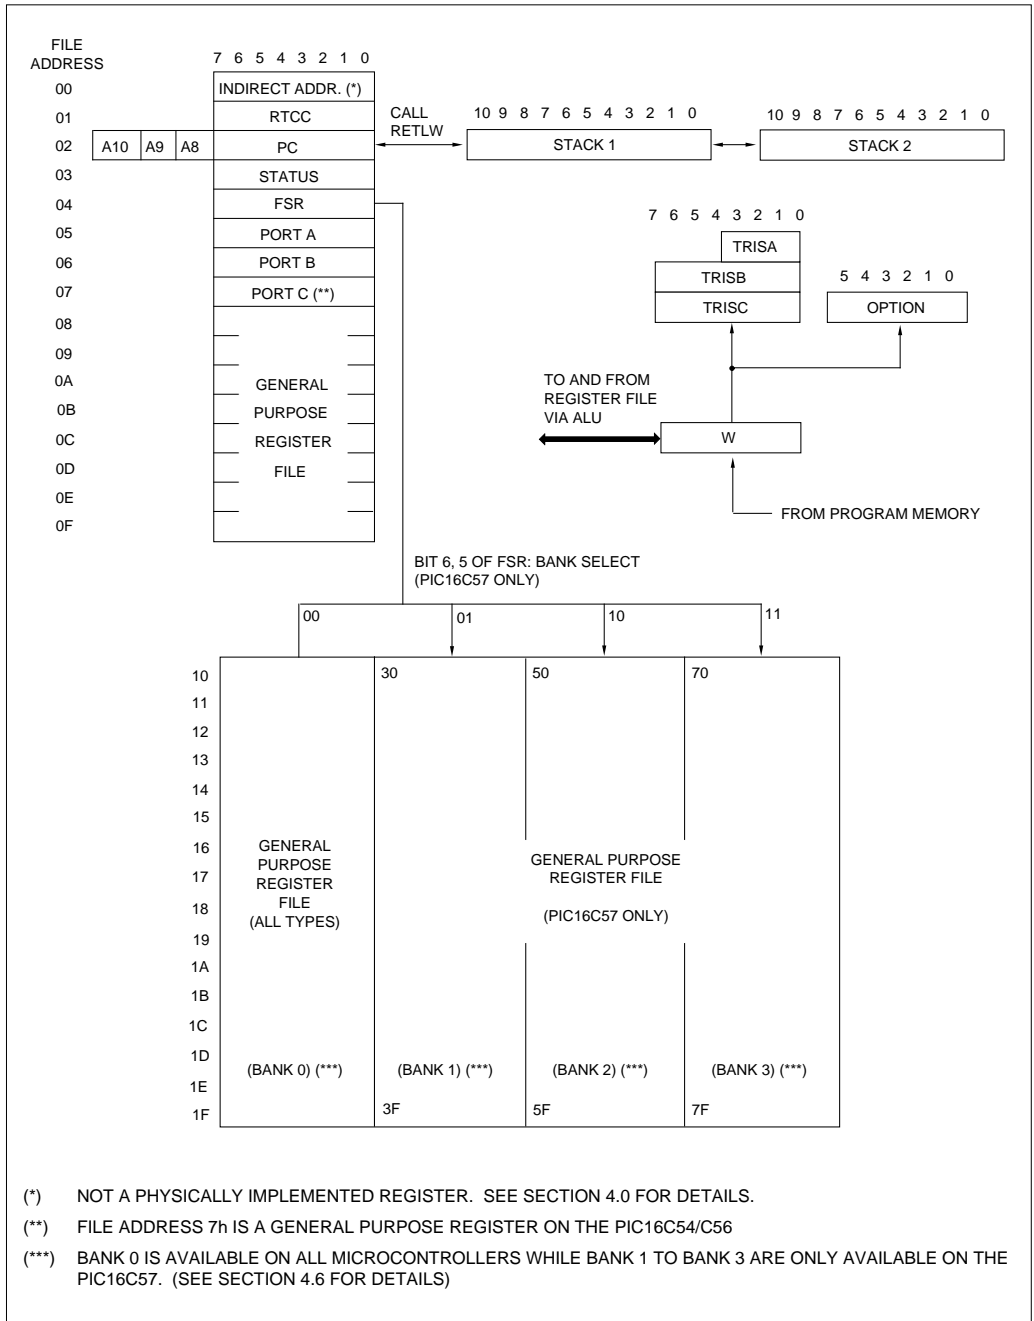 FILE
ADDRESS
7 6 5 4 3 2 1 0
00
INDIRECT ADDR. (*)
01
RTCC
02
A10 A9 A8
PC
03
STATUS
04
FSR
05
PORT A
06
PORT B
07
PORT C (**)
08
09
0A
0B
0C
0D
0E
0F
GENERAL
PURPOSE
REGISTER
FILE
CALL
RETLW
10 9 8 7 6 5 4 3 2 1 0
STACK 1
10 9 8 7 6 5 4 3 2 1 0
STACK 2
7 6 5 4 3 2 1 0
TRISA
TRISB
TRISC
5 4 3 2 1 0
OPTION
TO AND FROM
REGISTER FILE
VIA ALU
W
FROM PROGRAM MEMORY
BIT 6, 5 OF FSR: BANK SELECT
(PIC16C57 ONLY)
00
01
10
11
10
11
12
13
14
15
16
17
18
19
1A
1B
1C
1D
1E
1F
30
50
70
GENERAL
PURPOSE
REGISTER
FILE
(ALL TYPES)
GENERAL PURPOSE
REGISTER FILE
(PIC16C57 ONLY)
(BANK 0) (***)
(BANK 1) (***)
(BANK 2) (***)
(BANK 3) (***)
3F
5F
7F
(*) NOT A PHYSICALLY IMPLEMENTED REGISTER. SEE SECTION 4.0 FOR DETAILS.
(**) FILE ADDRESS 7h IS A GENERAL PURPOSE REGISTER ON THE PIC16C54/C56
(***) BANK 0 IS AVAILABLE ON ALL MICROCONTROLLERS WHILE BANK 1 TO BANK 3 ARE ONLY AVAILABLE ON THE
PIC16C57. (SEE SECTION 4.6 FOR DETAILS)